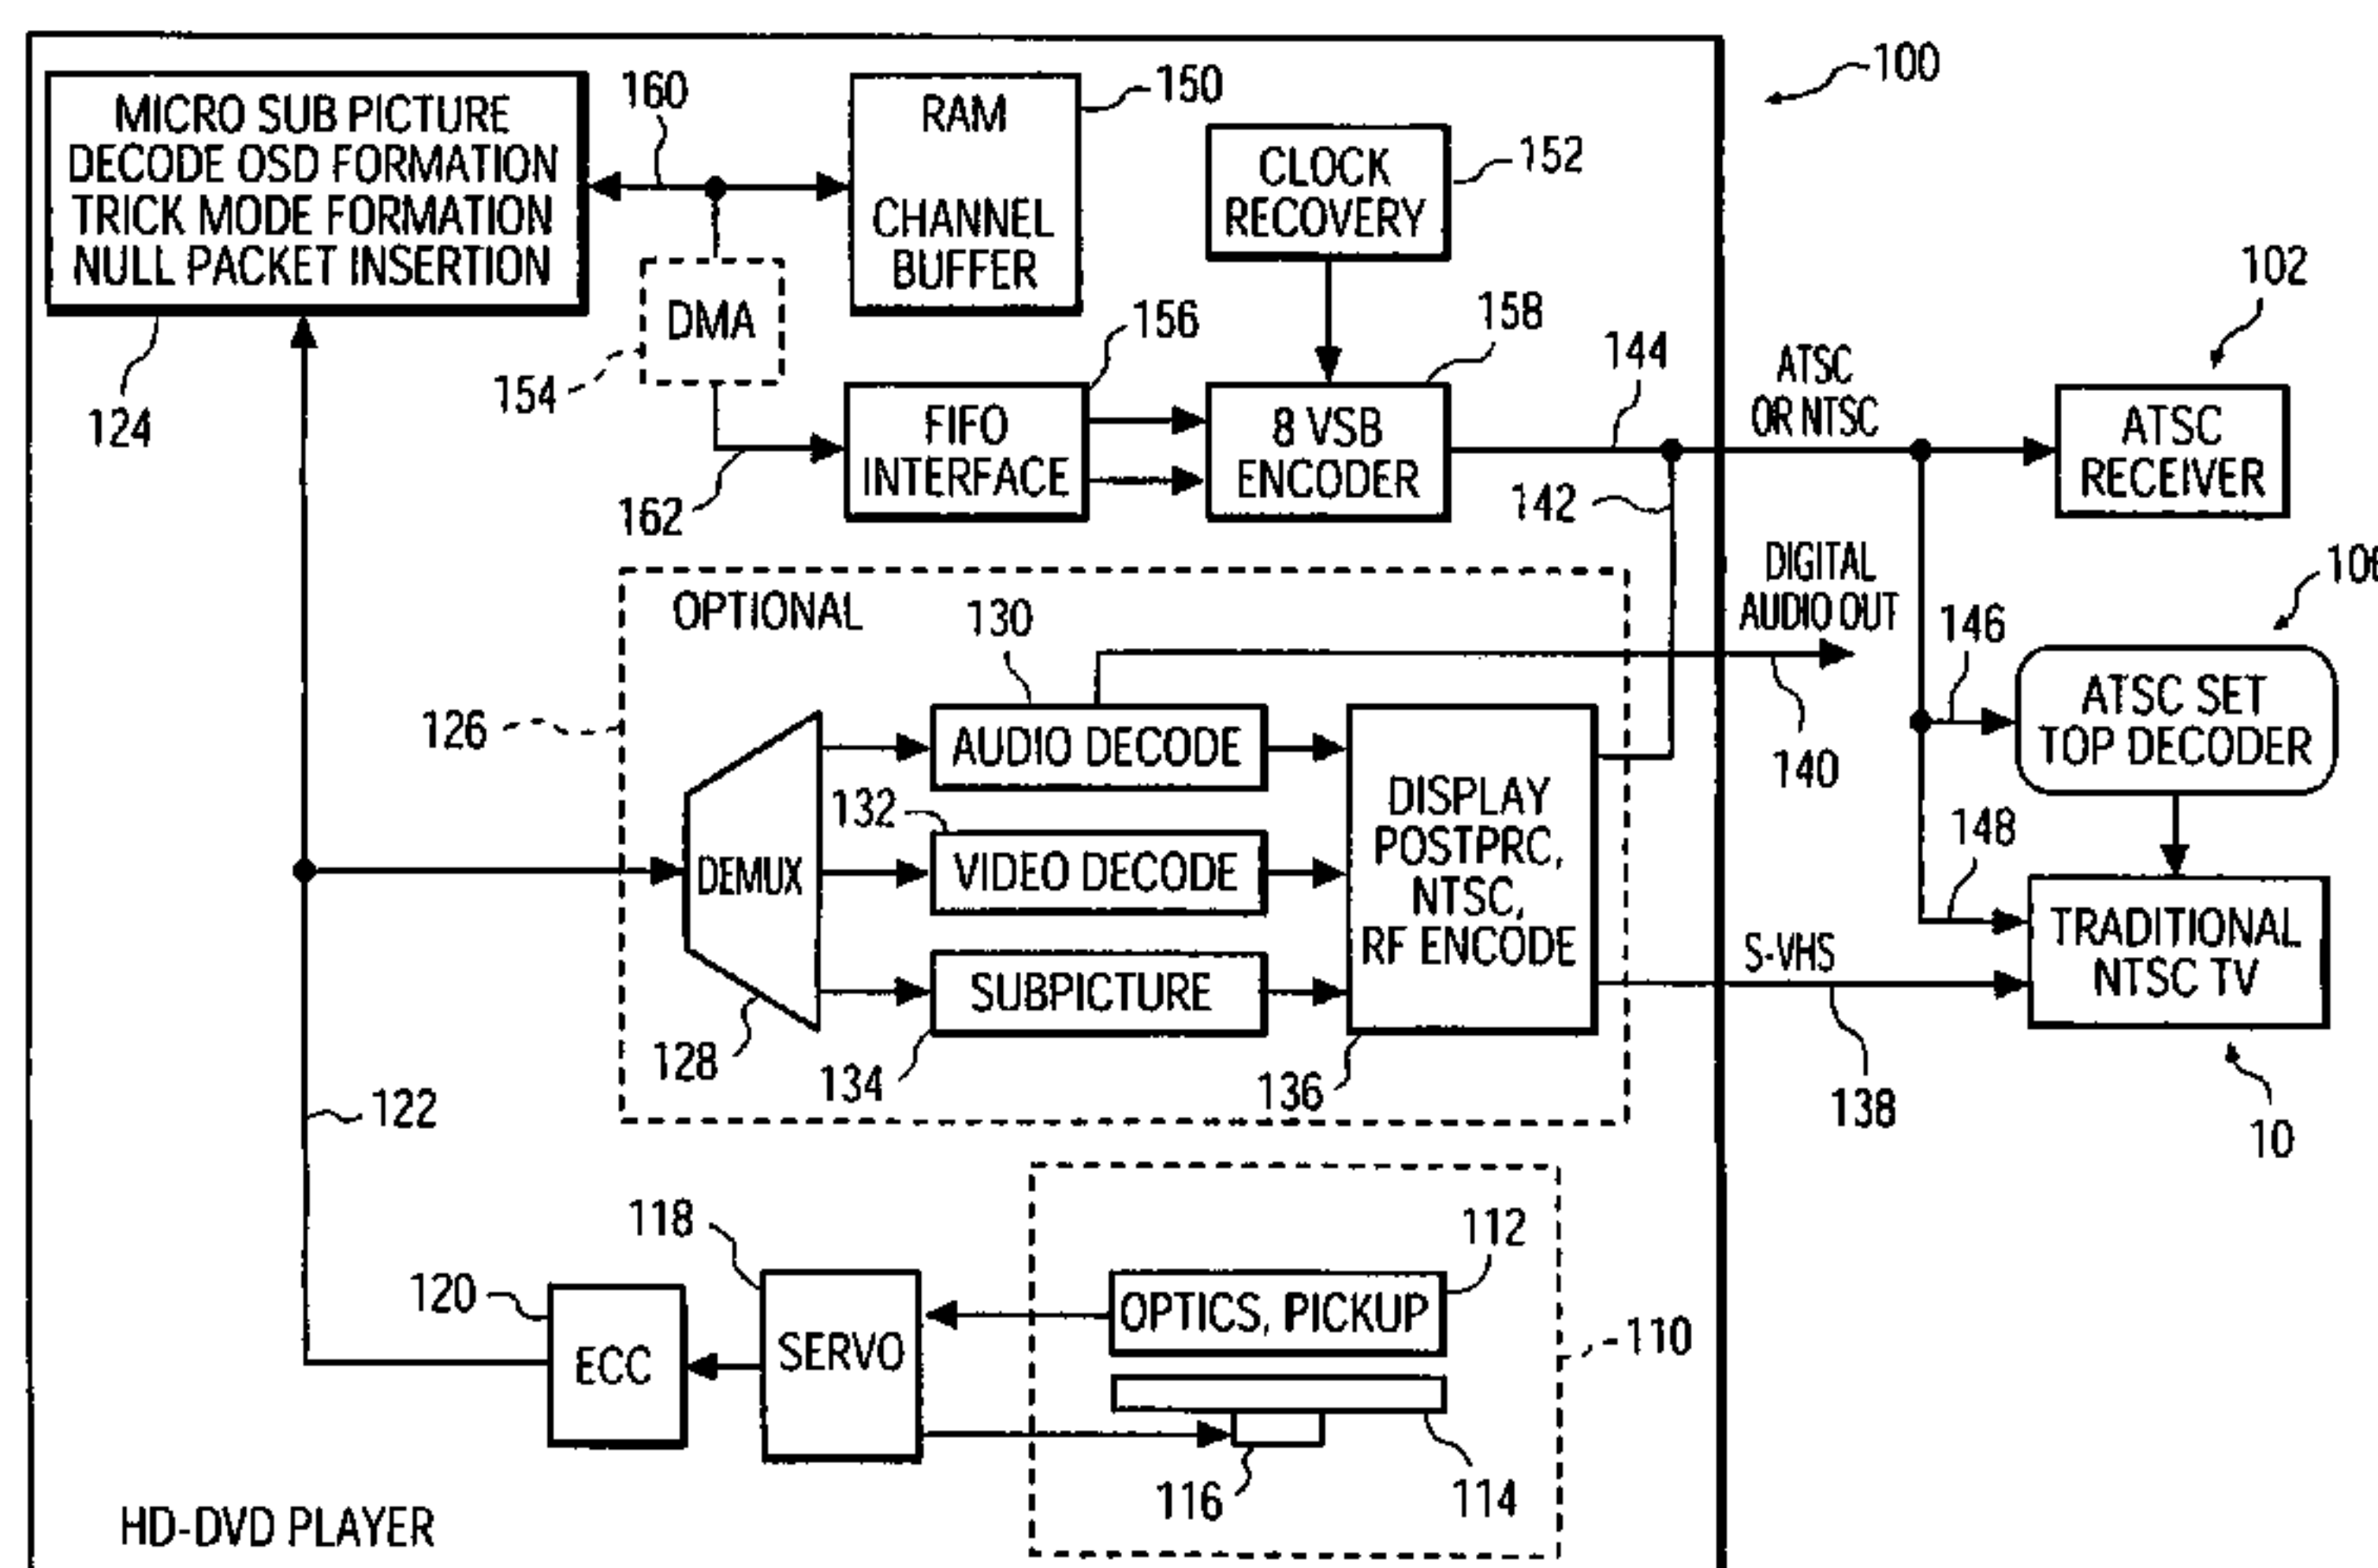 100
MICRO SUB PICTURE
DECODE OSD FORMATION
TRICK MODE FORMATION
NULL PACKET INSERTION
124
160
RAM
CHANNEL
BUFFER
150
CLOCK
RECOVERY
152
DMA
154
162
FIFO
INTERFACE
156
8 VSB
ENCODER
158
144
142
ATSC
OR NTSC
102
ATSC
RECEIVER
DIGITAL
AUDIO OUT
140
146
ATSC SET
TOP DECODER
148
TRADITIONAL
NTSC TV
10
S-VHS
138
OPTIONAL
126
130
AUDIO DECODE
132
VIDEO DECODE
DEMUX
128
SUBPICTURE
134
DISPLAY
POSTPRC,
NTSC,
RF ENCODE
136
122
120
ECC
118
SERVO
112
OPTICS, PICKUP
110
116
114
HD-DVD PLAYER